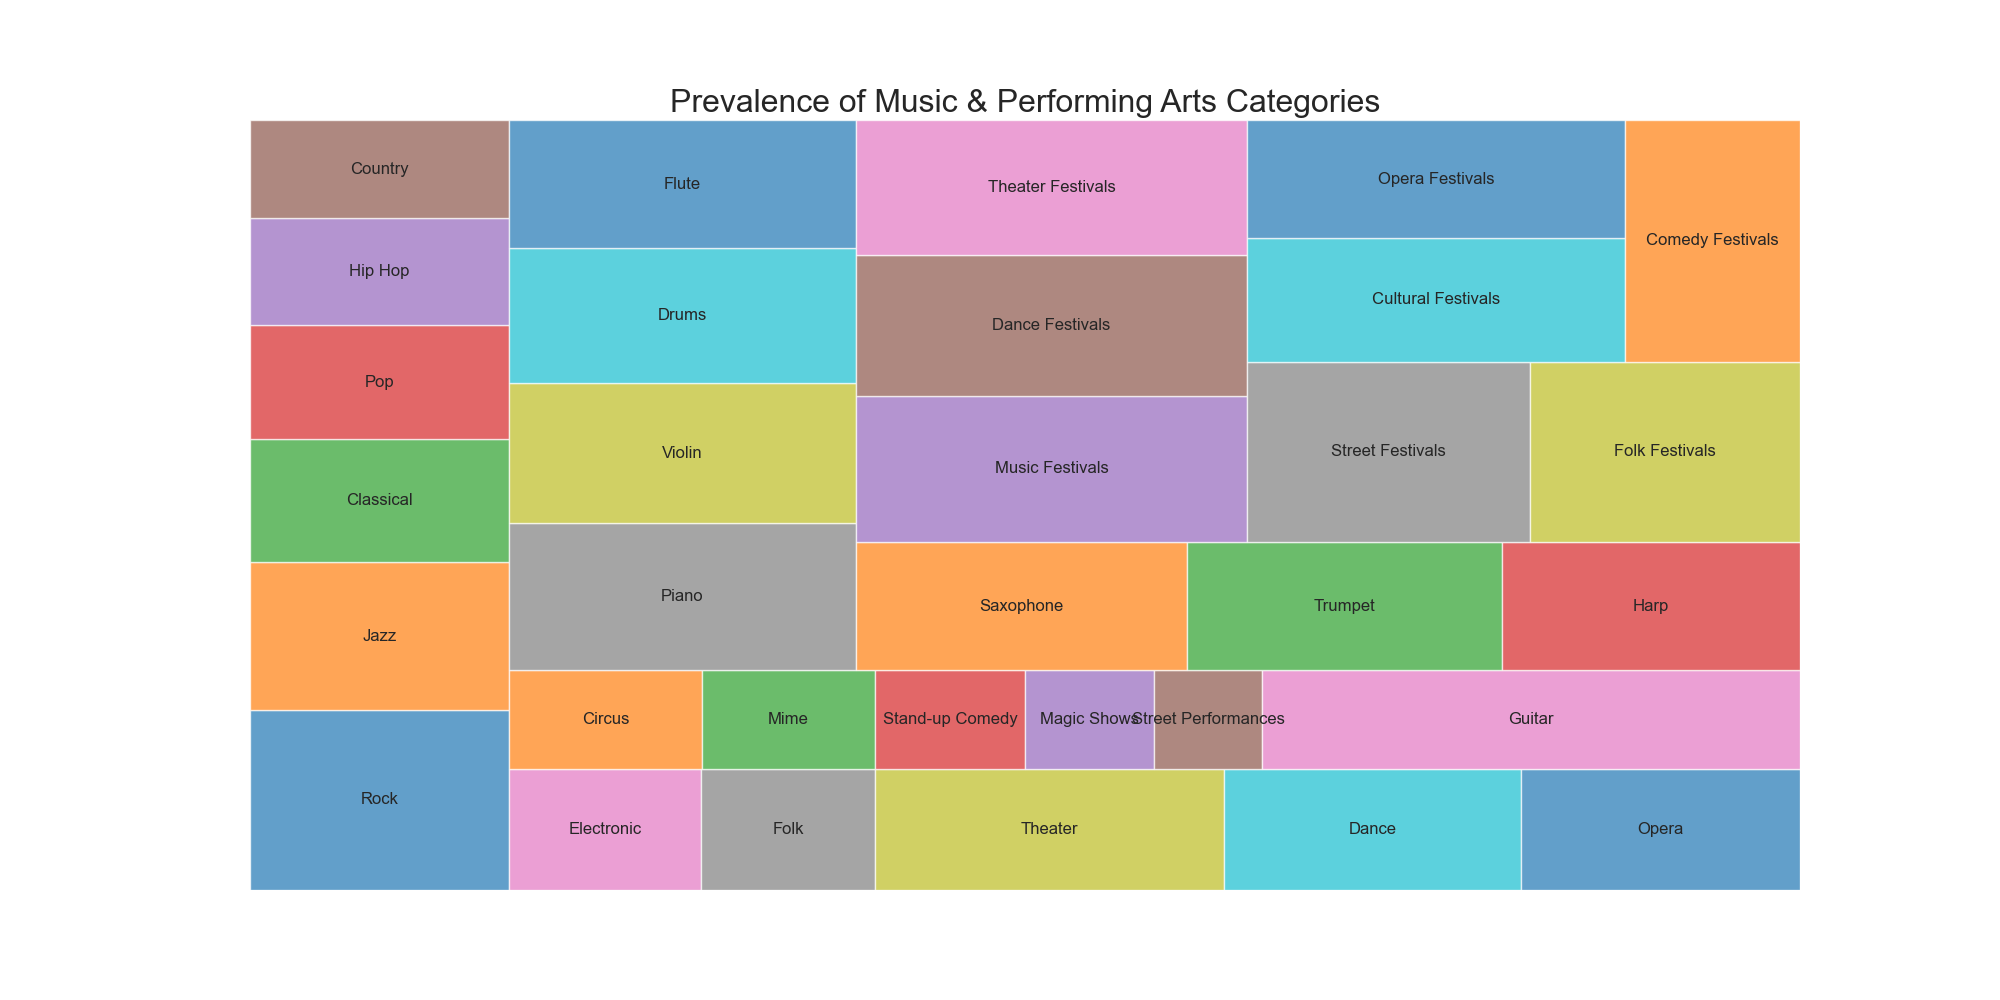 Prevalence of Music & Performing Arts Categories
Country
Flute
Theater Festivals
Opera Festivals
Comedy Festivals
Hip Hop
Drums
Dance Festivals
Cultural Festivals
Pop
Violin
Music Festivals
Street Festivals
Folk Festivals
Classical
Piano
Saxophone
Trumpet
Harp
Jazz
Circus
Mime
Stand-up Comedy
Magic Shows
Street Performances
Guitar
Rock
Electronic
Folk
Theater
Dance
Opera